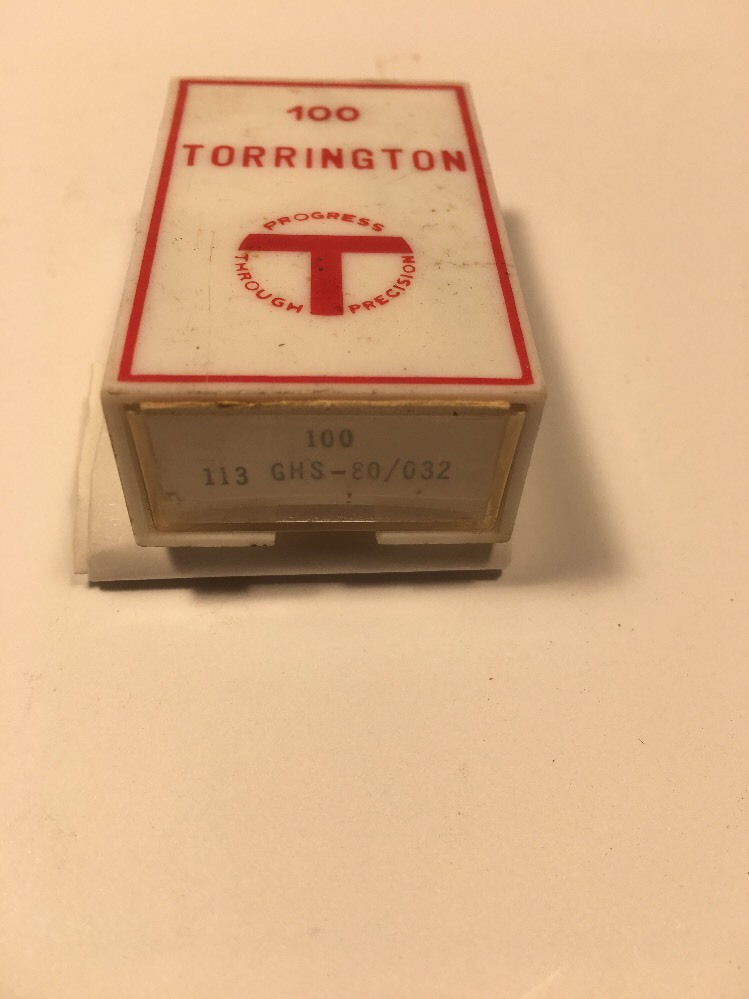 100
TORRINGTON
PROGRESS
THROUGH PRECISION
100
113 GHS-80/032